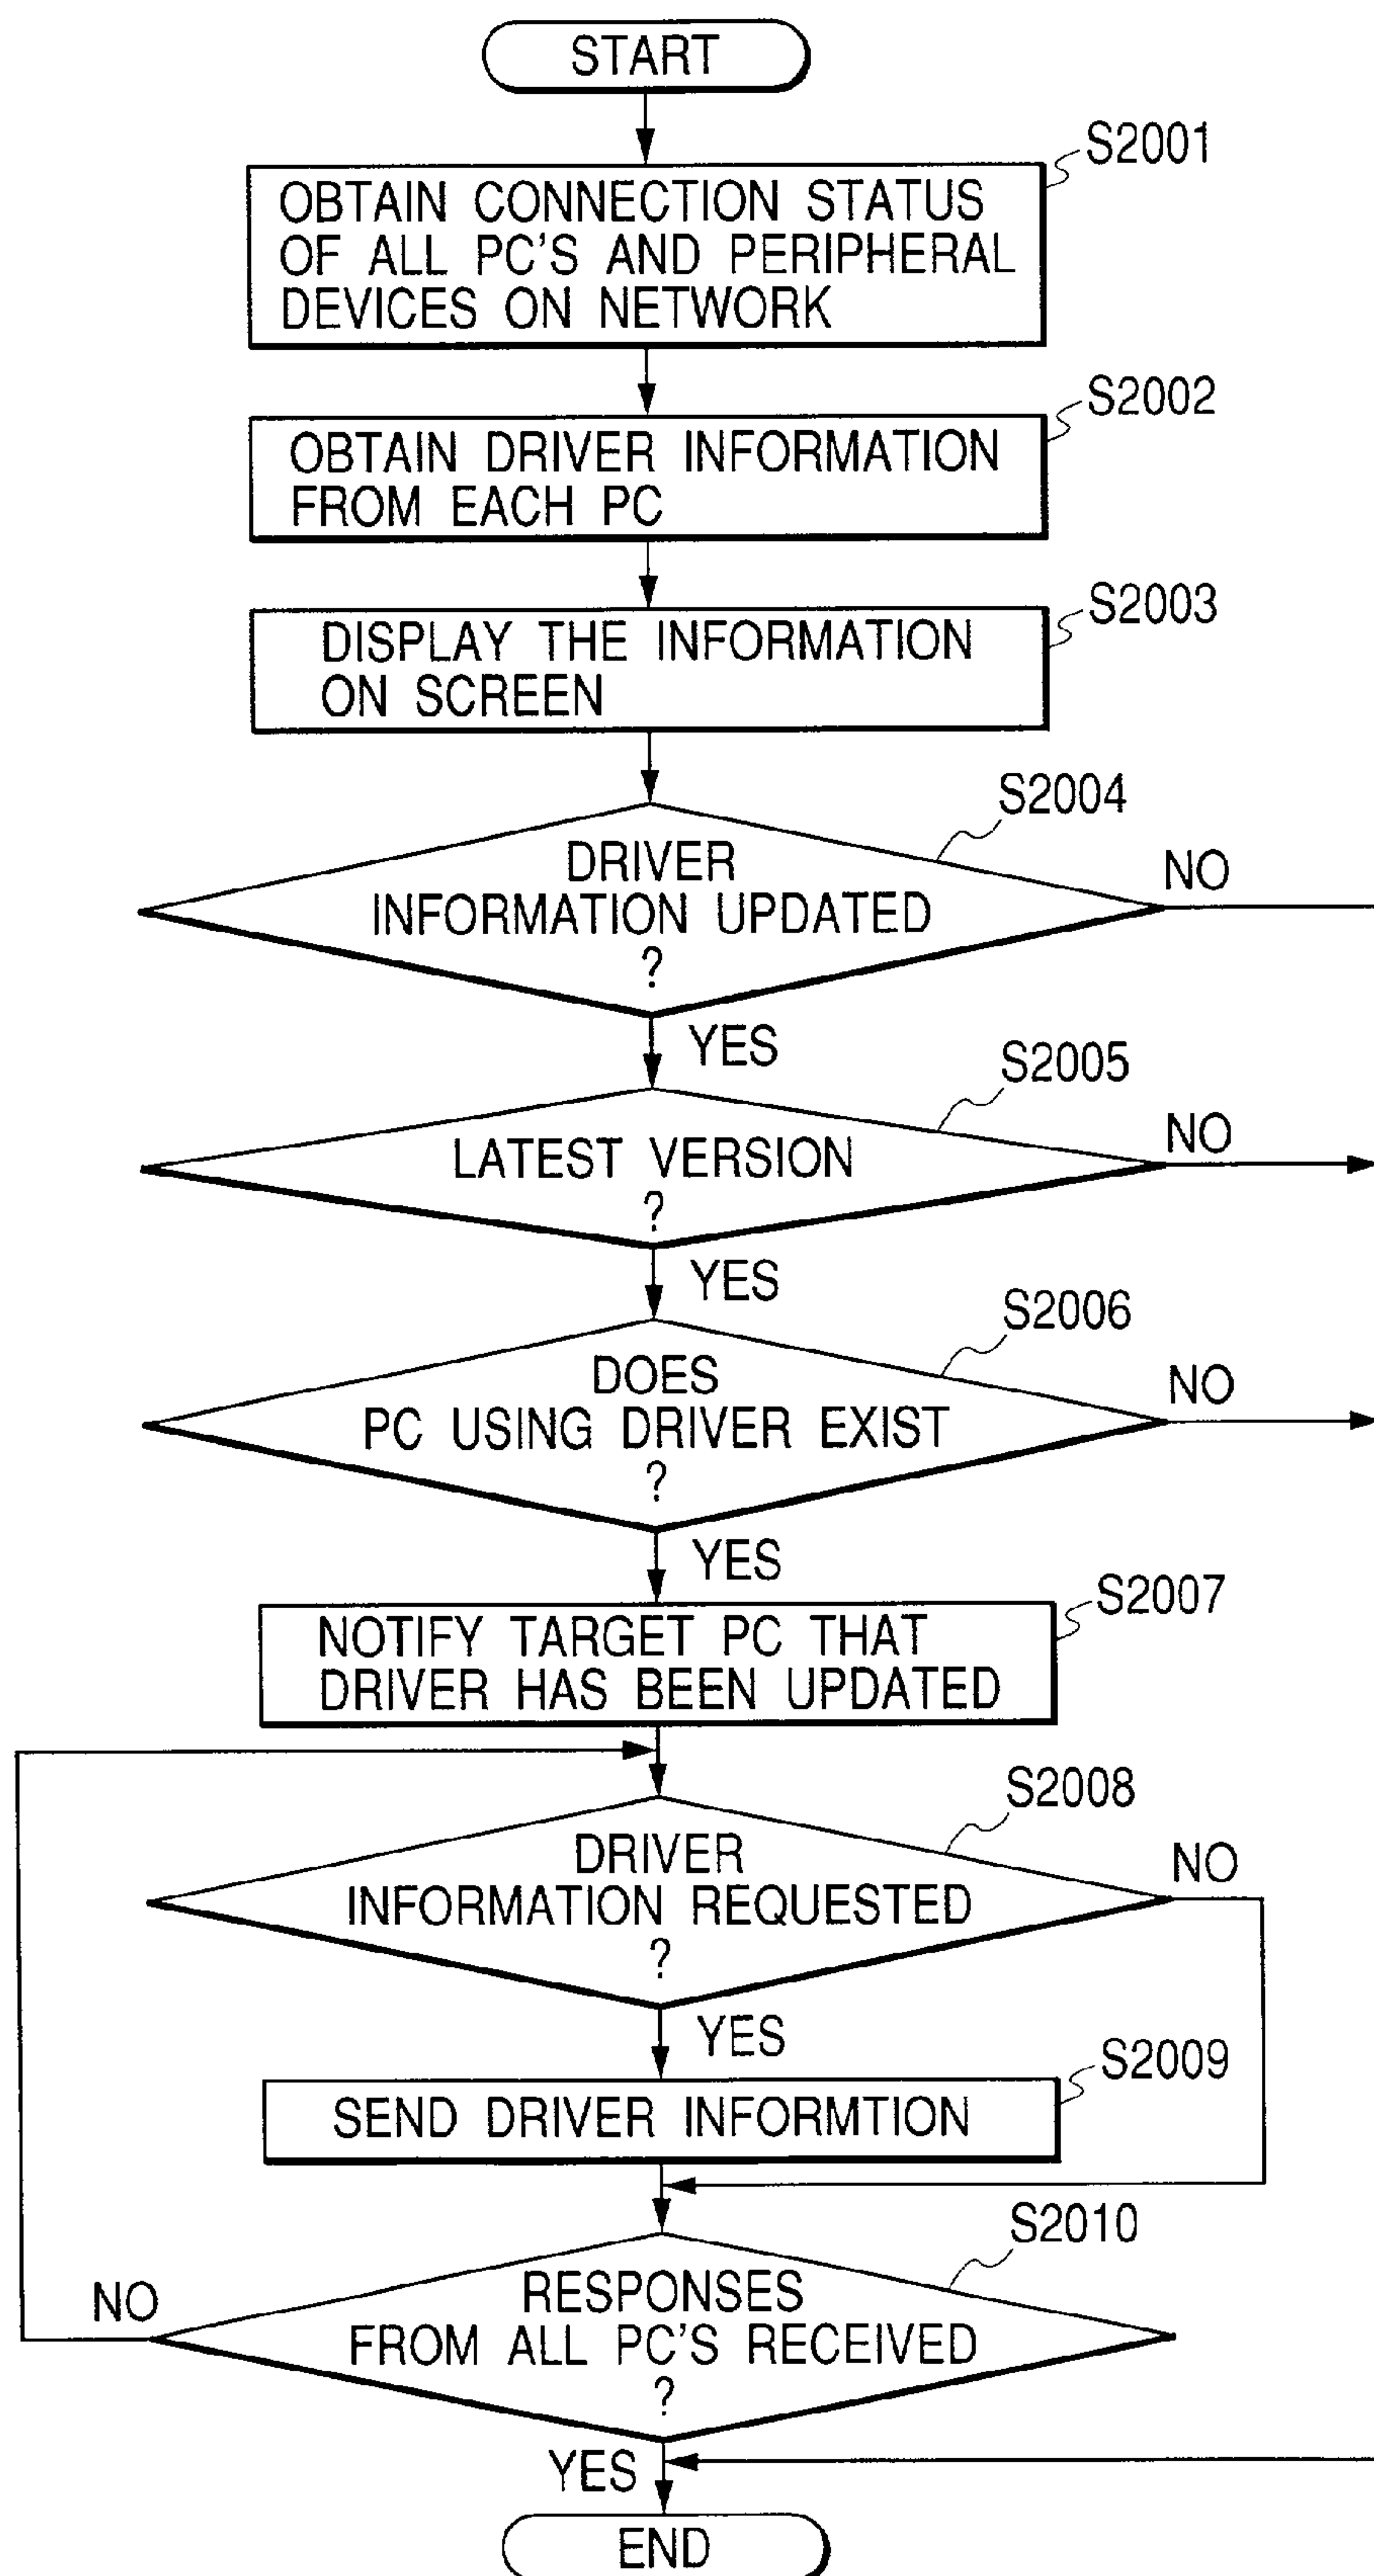 START
S2001
OBTAIN CONNECTION STATUS
OF ALL PC'S AND PERIPHERAL
DEVICES ON NETWORK
S2002
OBTAIN DRIVER INFORMATION
FROM EACH PC
S2003
DISPLAY THE INFORMATION
ON SCREEN
S2004
DRIVER
INFORMATION UPDATED
?
NO
YES
S2005
LATEST VERSION
?
NO
YES
S2006
DOES
PC USING DRIVER EXIST
?
NO
YES
S2007
NOTIFY TARGET PC THAT
DRIVER HAS BEEN UPDATED
S2008
DRIVER
INFORMATION REQUESTED
?
NO
YES
S2009
SEND DRIVER INFORMTION
S2010
RESPONSES
FROM ALL PC'S RECEIVED
?
NO
YES
END